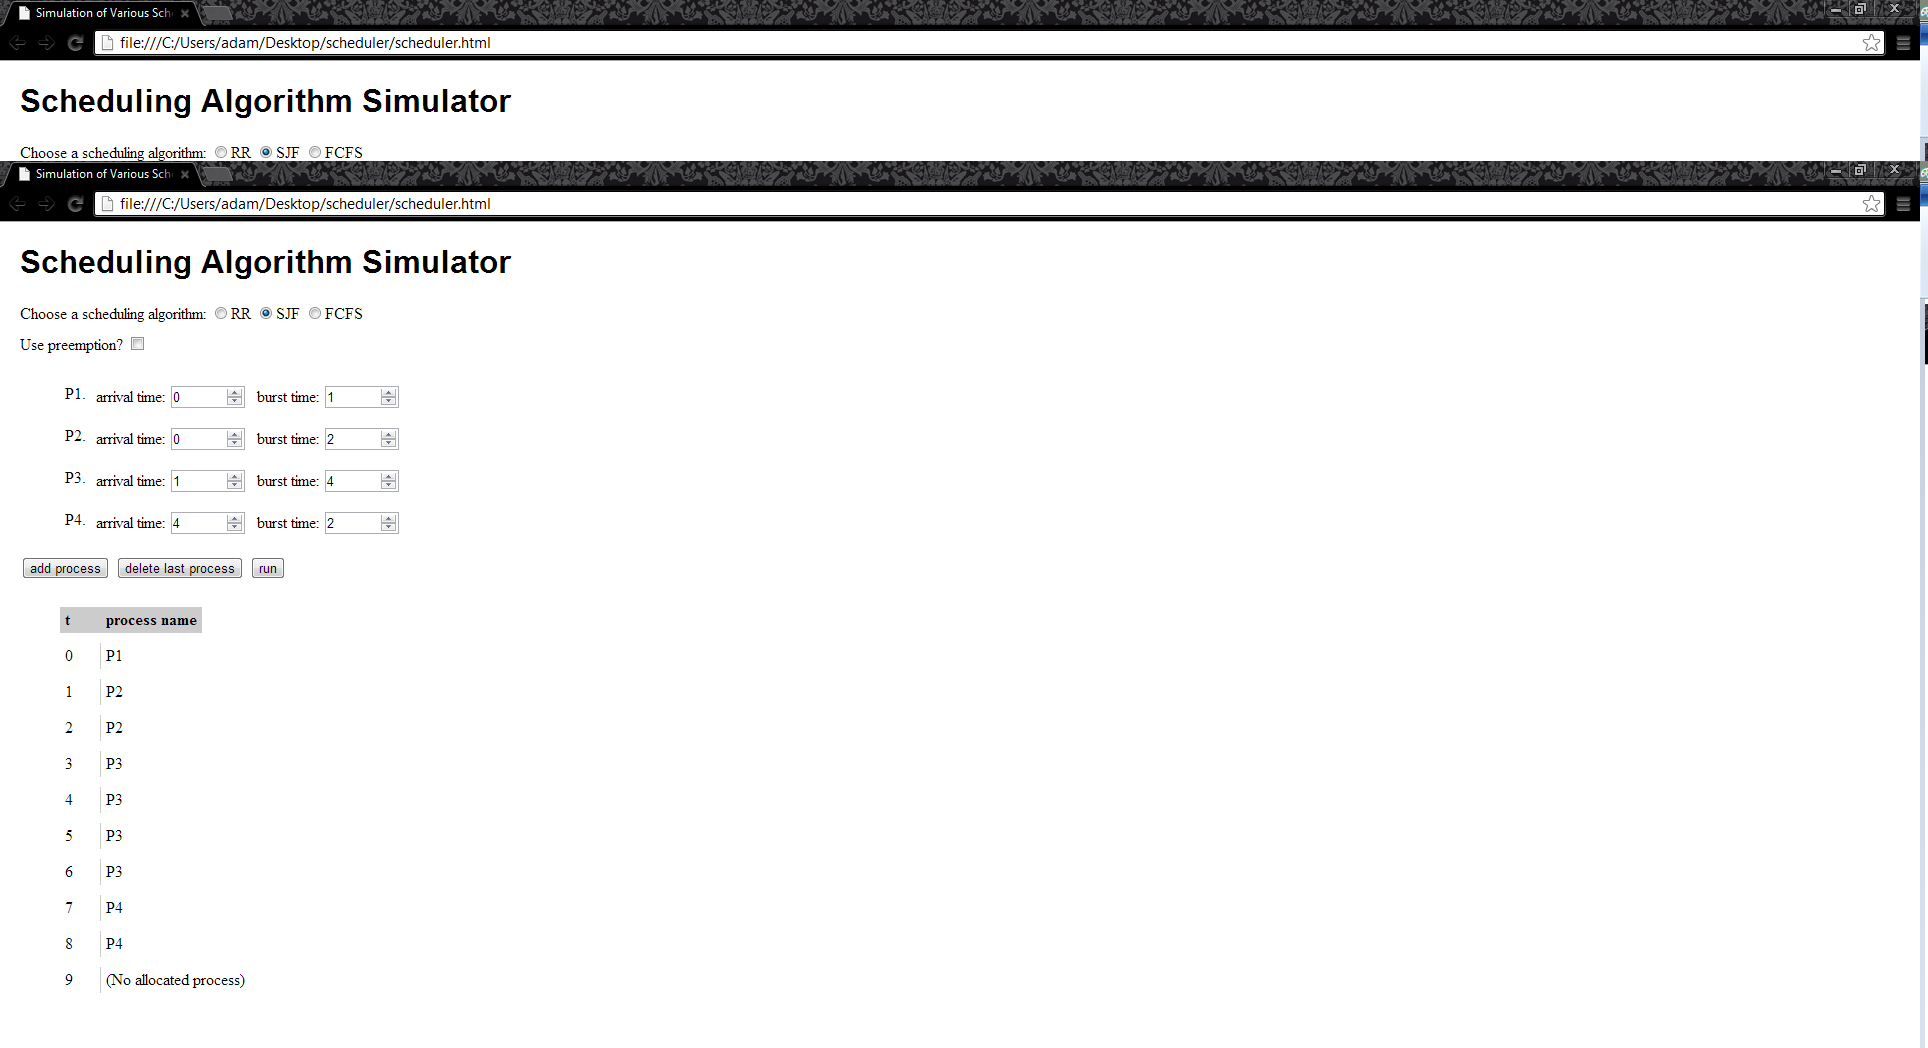 Simulation of Various Sch
file:///C:/Users/adam/Desktop/scheduler/scheduler.html
Scheduling Algorithm Simulator
Choose a scheduling algorithm: RR SJF FCFS
Simulation of Various Sch
file:///C:/Users/adam/Desktop/scheduler/scheduler.html
Scheduling Algorithm Simulator
Choose a scheduling algorithm: RR SJF FCFS
Use preemption?
P1. arrival time: 0 burst time: 1
P2. arrival time: 0 burst time: 2
P3. arrival time: 1 burst time: 4
P4. arrival time: 4 burst time: 2
add process delete last process run
t process name
0 P1
1 P2
2 P2
3 P3
4 P3
5 P3
6 P3
7 P4
8 P4
9 (No allocated process)